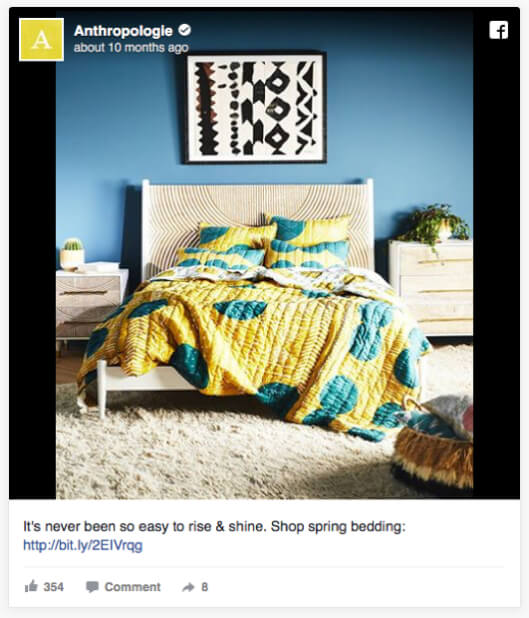 A
Anthropologie
about 10 months ago
f
It's never been so easy to rise & shine. Shop spring bedding:
http://bit.ly/2EIVrqg
354 Comment 8